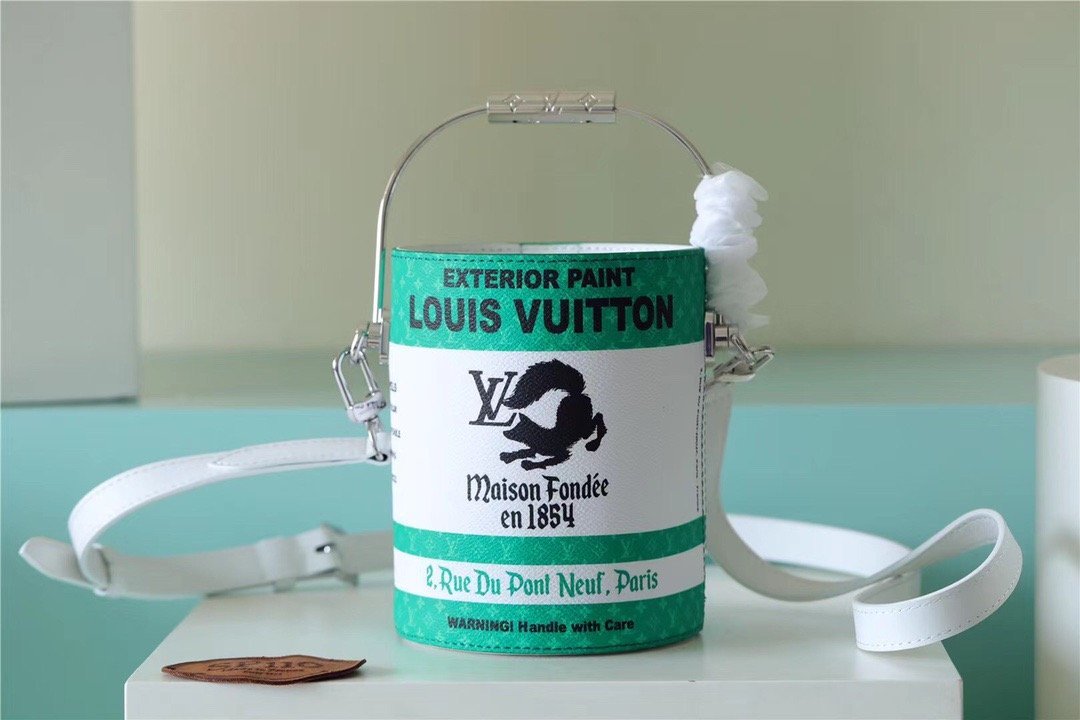 EXTERIOR PAINT
LOUIS VUITTON
LV
Maison Fondée
en 1854
2, Rue Du Pont Neuf, Paris
WARNING! Handle with Care